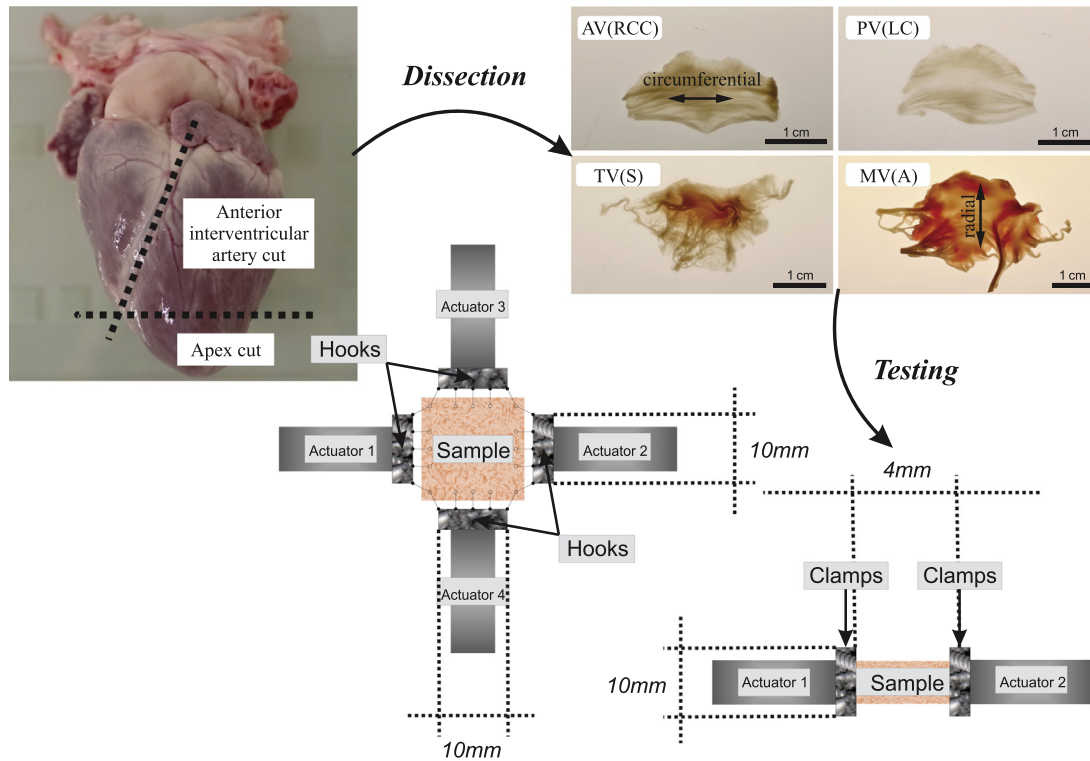 Dissection
AV(RCC)
circumferential
1 cm
PV(LC)
1 cm
TV(S)
1 cm
MV(A)
radial
1 cm
Anterior
interventricular
artery cut
Apex cut
Testing
Actuator 3
Hooks
Actuator 1
Sample
Actuator 2
10mm
Hooks
Actuator 4
10mm
4mm
Clamps
Clamps
10mm
Actuator 1
Sample
Actuator 2